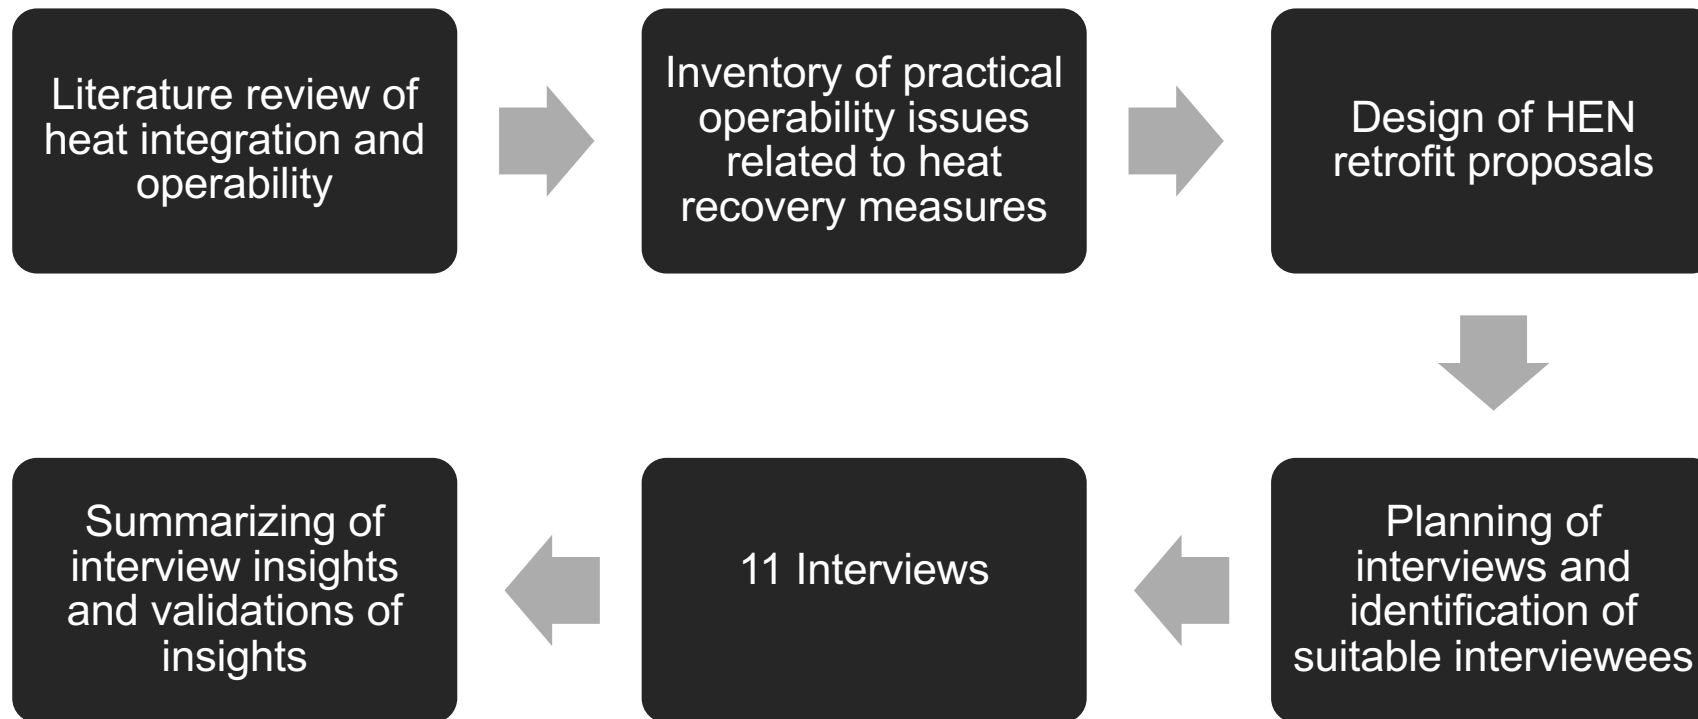 Literature review of
heat integration and
operability
Inventory of practical
operability issues
related to heat
recovery measures
Design of HEN
retrofit proposals
Planning of
interviews and
identification of
suitable interviewees
11 Interviews
Summarizing of
interview insights
and validations of
insights